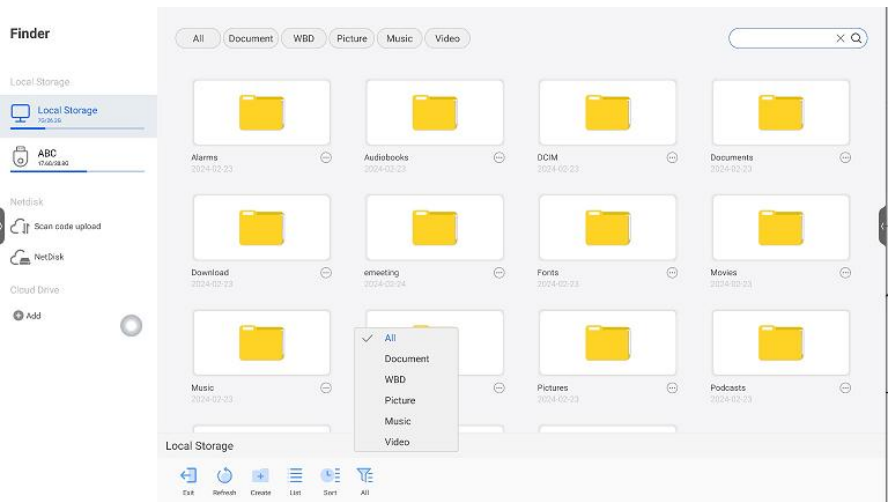 Finder
All
Document
WBD
Picture
Music
Video
Local Storage
Local Storage
ABC
Netdisk
Scan code upload
NetDisk
Cloud Drive
Add
Alarms
2024-02-23
Audiobooks
2024-02-23
DCIM
2024-02-23
Documents
2024-02-23
Download
2024-02-23
emeeting
2024-02-24
Fonts
2024-02-23
Movies
2024-02-23
Music
2024-02-23
Pictures
2024-02-23
Podcasts
2024-02-23
All
Document
WBD
Picture
Music
Video
Local Storage
Exit
Refresh
Create
List
Sort
All